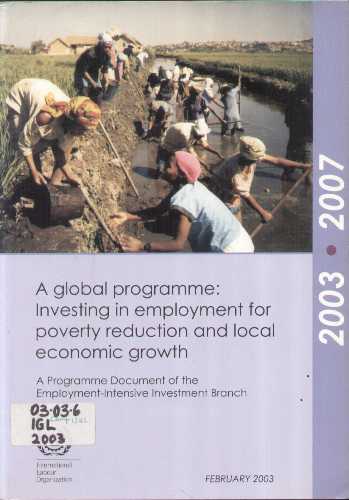 2003 • 2007
A global programme:
Investing in employment for
poverty reduction and local
economic growth
A Programme Document of the
Employment-Intensive Investment Branch
03.03.6
IGL
2003
International
Labour
Organization
FEBRUARY 2003